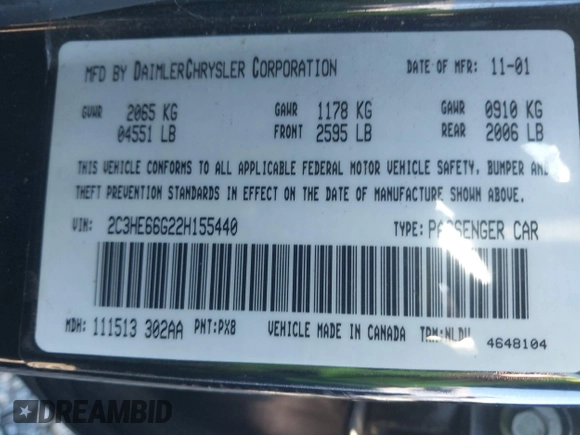 MFD BY DAIMLERCHRYSLER CORPORATION DATE OF MFR: 11-01
GVWR 2065 KG GAWR 1178 KG GAWR 0910 KG
04551 LB FRONT 2595 LB REAR 2006 LB
THIS VEHICLE CONFORMS TO ALL APPLICABLE FEDERAL MOTOR VEHICLE SAFETY, BUMPER AND
THEFT PREVENTION STANDARDS IN EFFECT ON THE DATE OF MANUFACTURE SHOWN ABOVE.
VIN: 2C3HE66G22H155440 TYPE: PASSENGER CAR
MDH: 111513 302AA PNT: PX8 VEHICLE MADE IN CANADA TRM: NLDV 4648104
DREAMBID